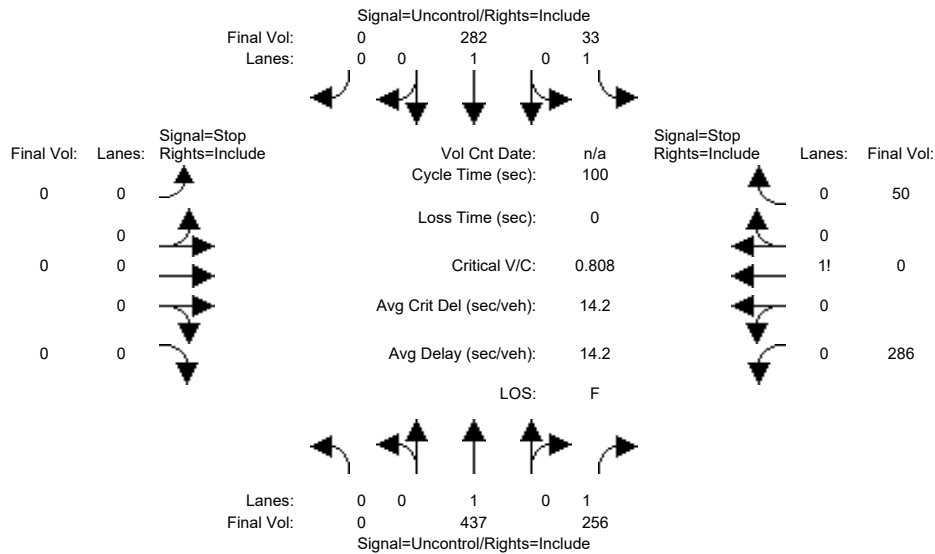 Signal=Uncontrol/Rights=Include
Final Vol: 0 282 33
Lanes: 0 0 1 0 1
Signal=Stop Signal=Stop
Final Vol: Lanes: Rights=Include Vol Cnt Date: n/a Rights=Include Lanes: Final Vol:
Cycle Time (sec): 100
0 0 0 50
Loss Time (sec): 0
0 0
0 0 Critical V/C: 0.808 1! 0
0 Avg Crit Del (sec/veh): 14.2 0
0 0 Avg Delay (sec/veh): 14.2 0 286
LOS: F
Lanes: 0 0 1 0 1
Final Vol: 0 437 256
Signal=Uncontrol/Rights=Include